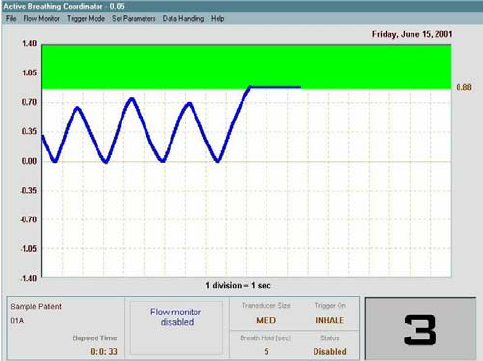 Active Breathing Coordinator - 0.05
File Flow Monitor Trigger Mode Set Parameters Data Handling Help
Friday, June 15, 2001
1.40
1.05
0.88
0.70
0.35
0.00
-0.35
-0.70
-1.05
-1.40
1 division = 1 sec
Sample Patient
01A
Elapsed Time
0: 0: 33
Flow monitor
disabled
Transducer Size
MED
Trigger On
INHALE
Breath Hold (sec)
5
Status
Disabled
3